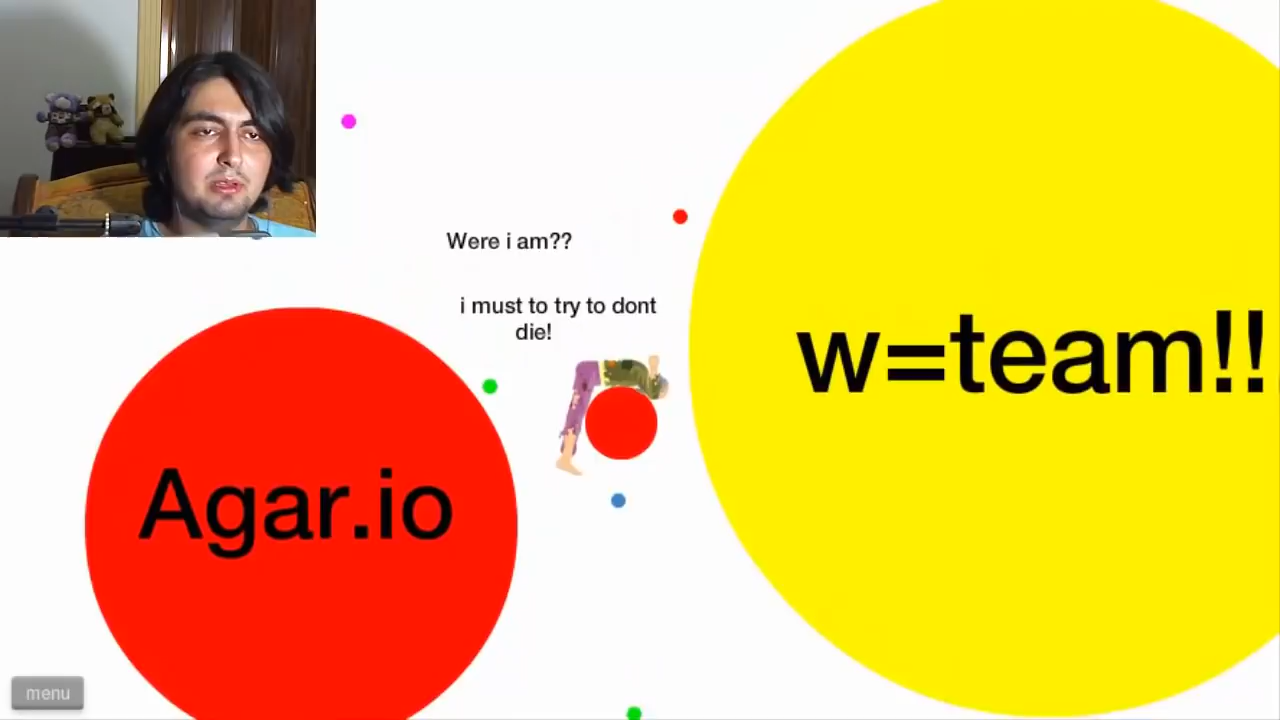 Were i am??
i must to try to dont
die!
w=team!!
Agar.io
menu